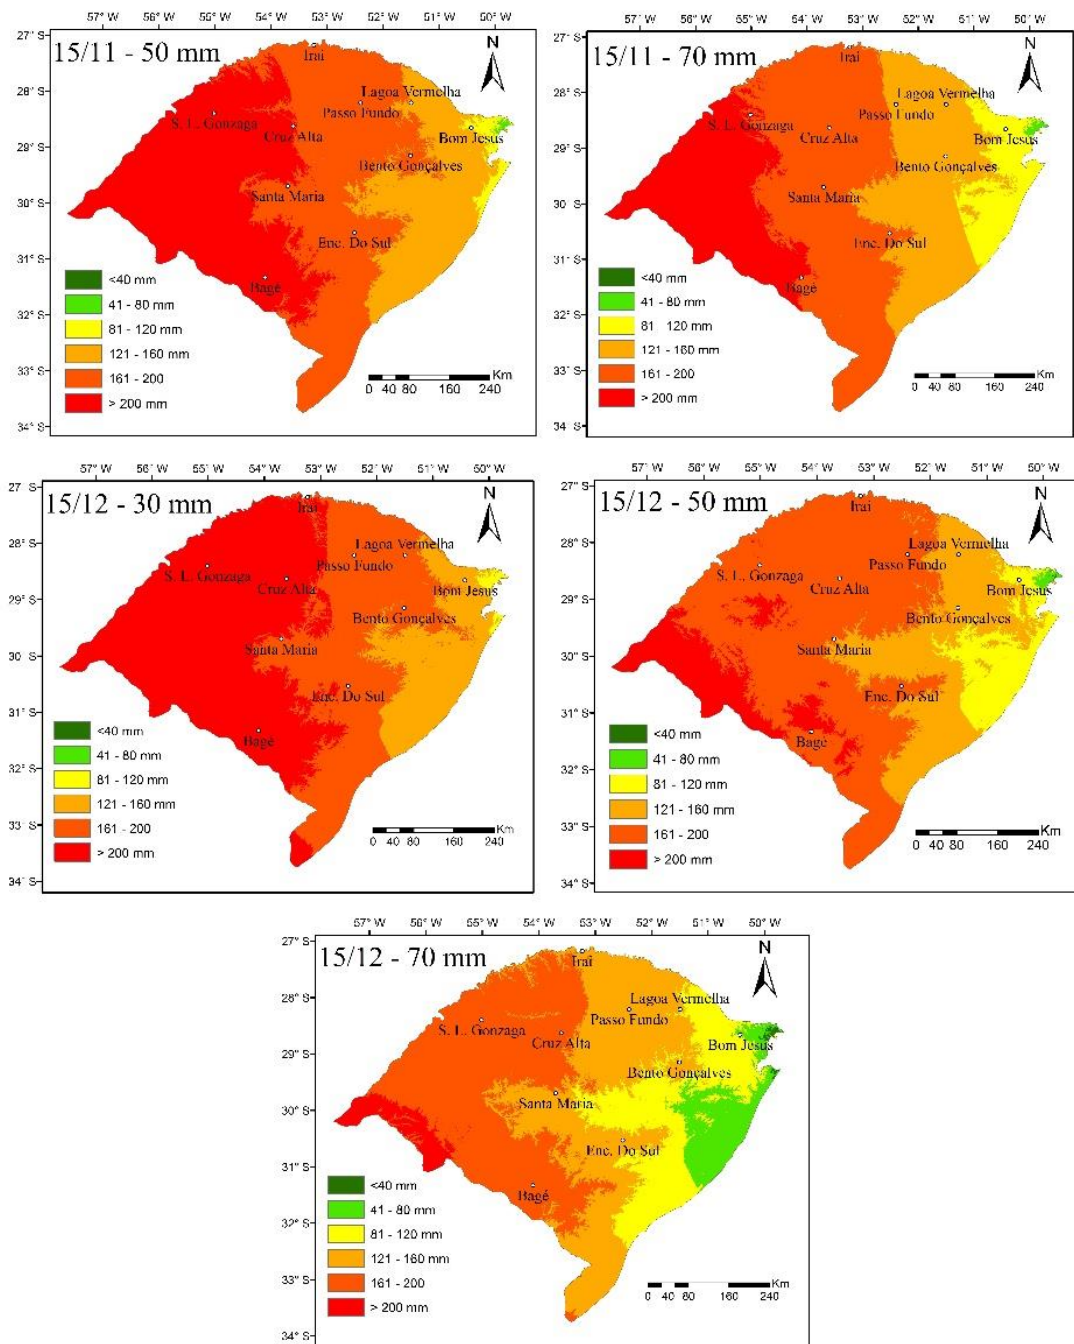 57° W 56° W 55° W 54° W 53° W 52° W 51° W 50° W
27° S
28° S
29° S
30° S
31° S
32° S
33° S
34° S
15/11 - 50 mm
N
Iraí
Lagoa Vermelha
Passo Fundo
S. L. Gonzaga
Cruz Alta
Bom Jesus
Bento Gonçalves
Santa Maria
Enc. Do Sul
Bagé
<40 mm
41 - 80 mm
81 - 120 mm
121 - 160 mm
161 - 200
> 200 mm
Km
0 40 80 160 240
57° W 56° W 55° W 54° W 53° W 52° W 51° W 50° W
27° S
28° S
29° S
30° S
31° S
32° S
33° S
34° S
15/11 - 70 mm
N
Iraí
Lagoa Vermelha
Passo Fundo
S. L. Gonzaga
Cruz Alta
Bom Jesus
Bento Gonçalves
Santa Maria
Enc. Do Sul
Bagé
<40 mm
41 - 80 mm
81 - 120 mm
121 - 160 mm
161 - 200
> 200 mm
Km
0 40 80 160 240
57° W 56° W 55° W 54° W 53° W 52° W 51° W 50° W
27° S
28° S
29° S
30° S
31° S
32° S
33° S
34° S
15/12 - 30 mm
N
Iraí
Lagoa Vermelha
Passo Fundo
S. L. Gonzaga
Cruz Alta
Bom Jesus
Bento Gonçalves
Santa Maria
Enc. Do Sul
Bagé
<40 mm
41 - 80 mm
81 - 120 mm
121 - 160 mm
161 - 200
> 200 mm
Km
0 40 80 160 240
57° W 56° W 55° W 54° W 53° W 52° W 51° W 50° W
27° S
28° S
29° S
30° S
31° S
32° S
33° S
34° S
15/12 - 50 mm
N
Iraí
Lagoa Vermelha
Passo Fundo
S. L. Gonzaga
Cruz Alta
Bom Jesus
Bento Gonçalves
Santa Maria
Enc. Do Sul
Bagé
<40 mm
41 - 80 mm
81 - 120 mm
121 - 160 mm
161 - 200
> 200 mm
Km
0 40 80 160 240
57° W 56° W 55° W 54° W 53° W 52° W 51° W 50° W
27° S
28° S
29° S
30° S
31° S
32° S
33° S
34° S
15/12 - 70 mm
N
Iraí
Lagoa Vermelha
Passo Fundo
S. L. Gonzaga
Cruz Alta
Bom Jesus
Bento Gonçalves
Santa Maria
Enc. Do Sul
Bagé
<40 mm
41 - 80 mm
81 - 120 mm
121 - 160 mm
161 - 200
> 200 mm
Km
0 40 80 160 240